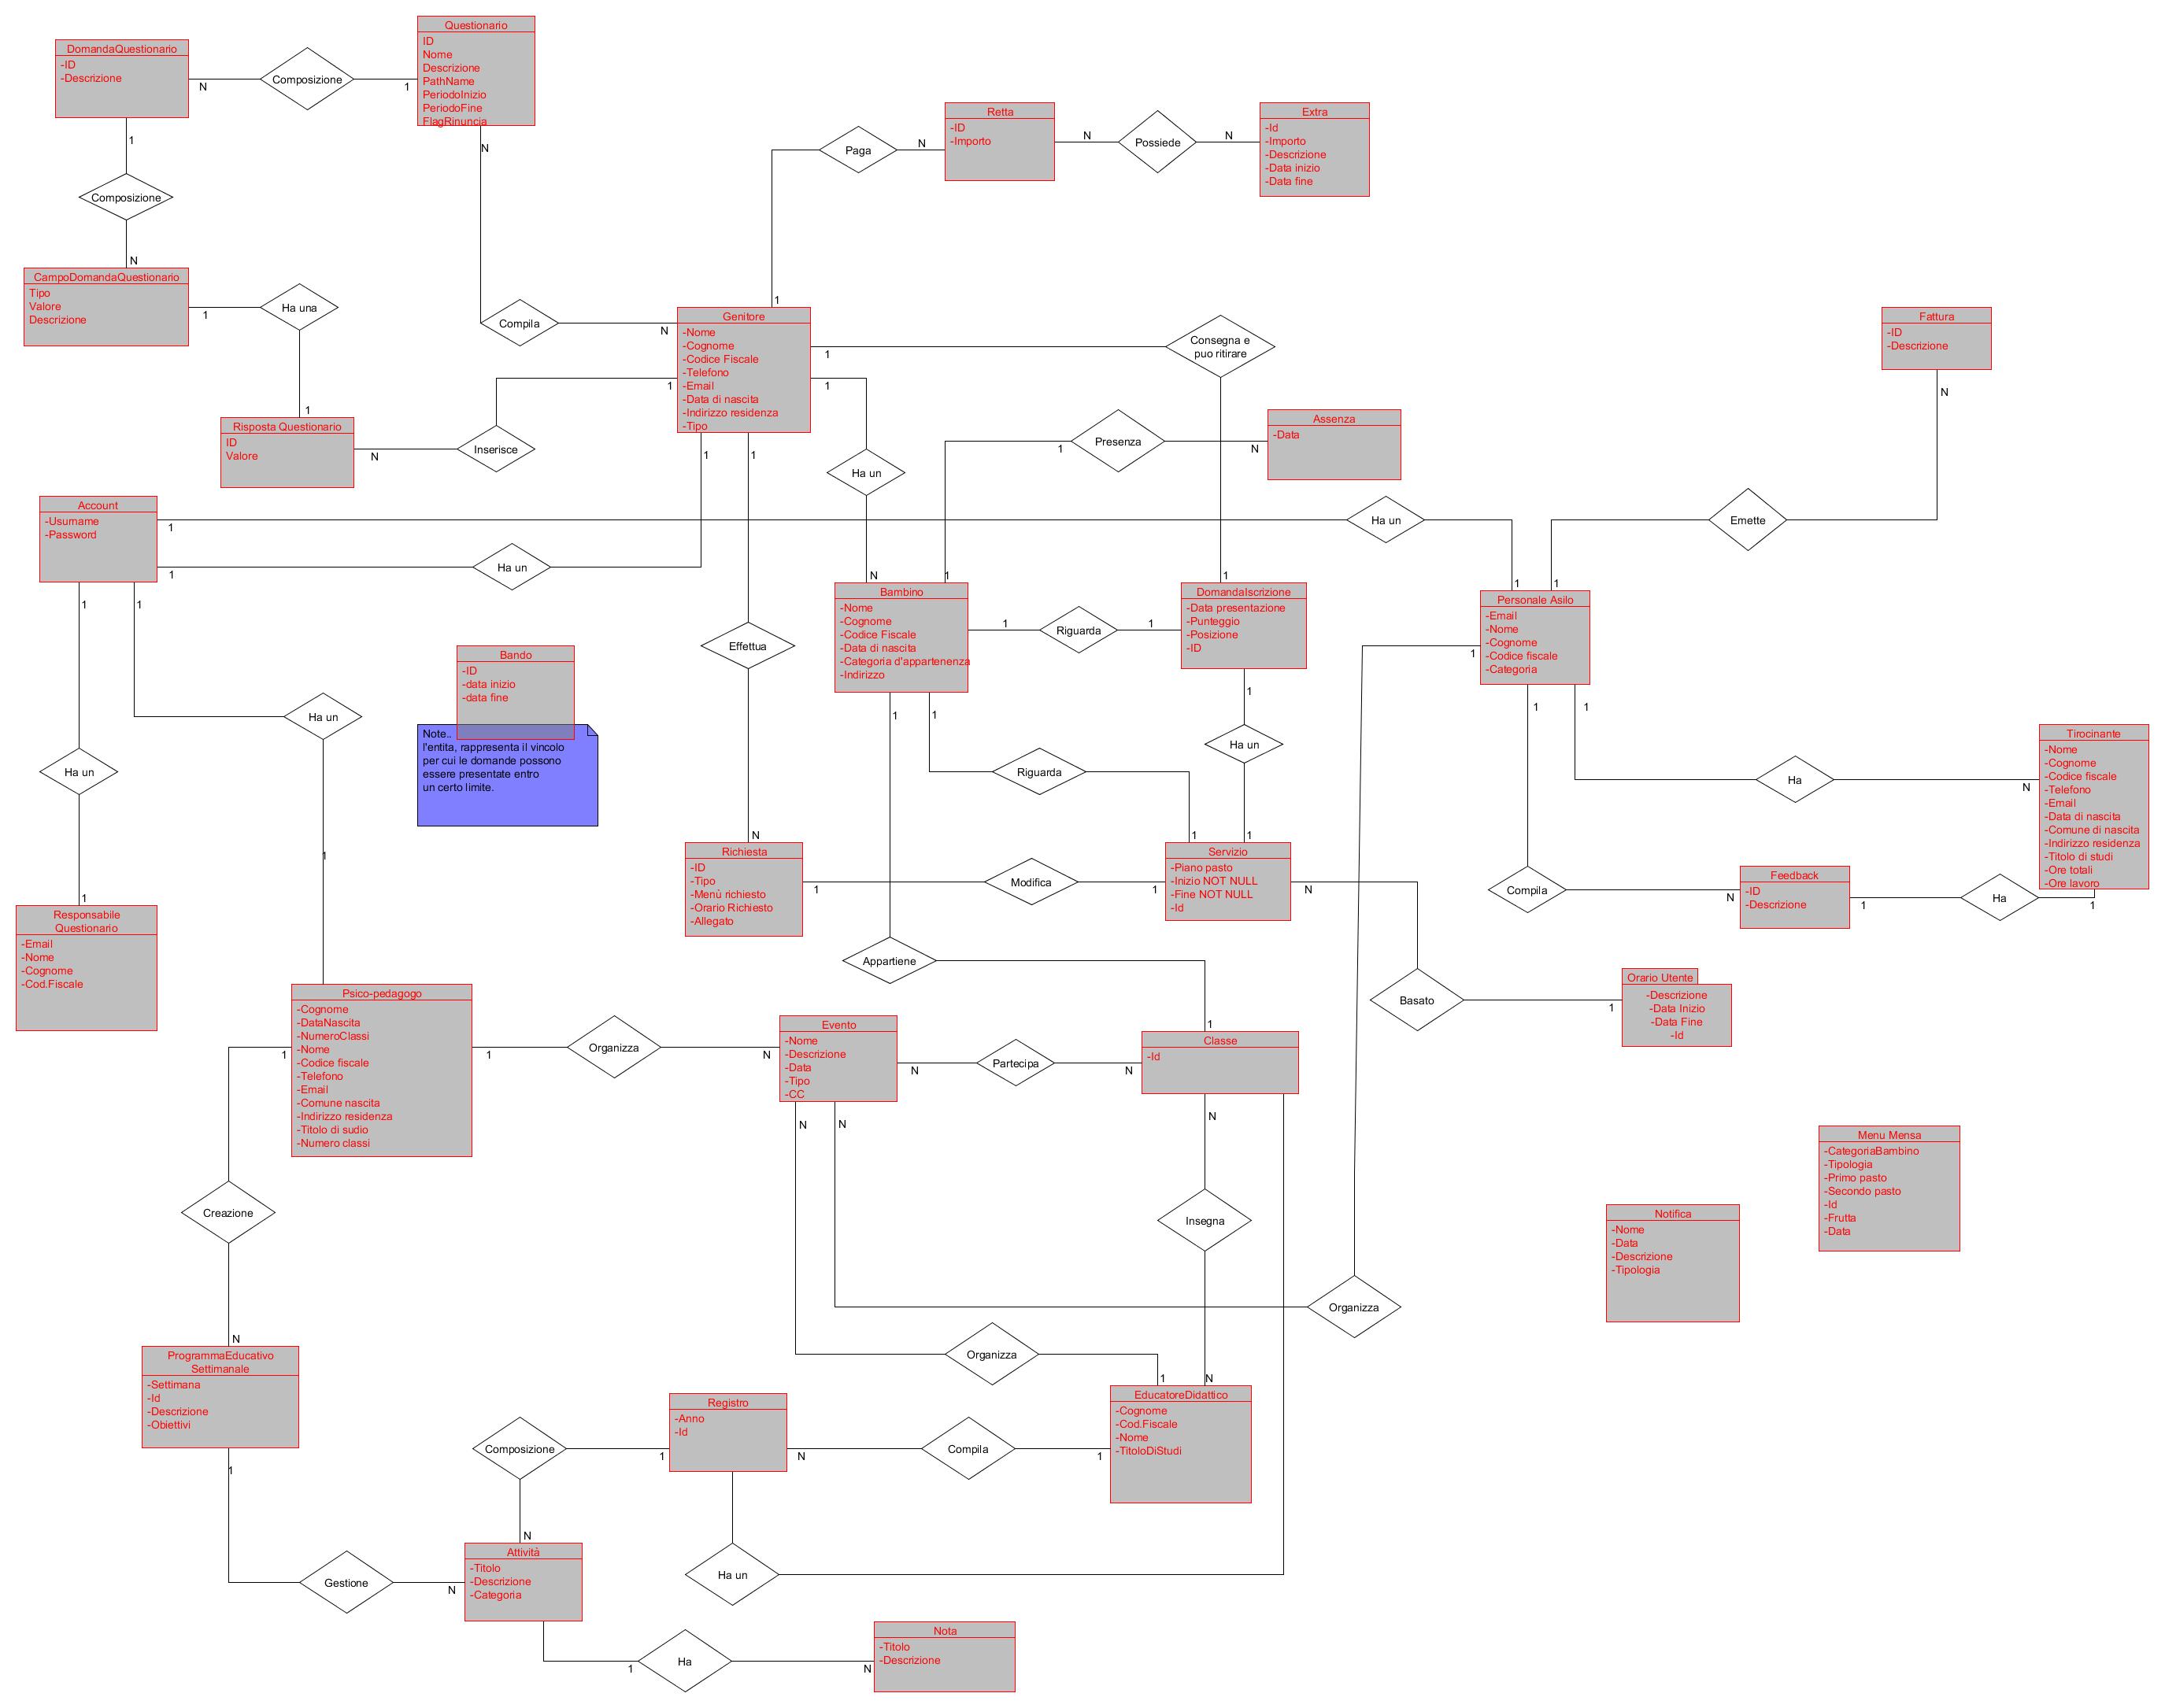 DomandaQuestionario
-ID
-Descrizione
N
Composizione
1
Questionario
ID
Nome
Descrizione
PathName
PeriodoInizio
PeriodoFine
FlagRinuncia
N
1
Composizione
N
CampoDomandaQuestionario
Tipo
Valore
Descrizione
1
Ha una
1
Risposta Questionario
ID
Valore
N
Inserisce
1
Compila
N
Paga
N
1
Retta
-ID
-Importo
N
Possiede
N
Extra
-Id
-Importo
-Descrizione
-Data inizio
-Data fine
Genitore
-Nome
-Cognome
-Codice Fiscale
-Telefono
-Email
-Data di nascita
-Indirizzo residenza
-Tipo
1
Consegna e
puo ritirare
1
1
Ha un
N
1
Presenza
N
1
Assenza
-Data
Fattura
-ID
-Descrizione
N
Emette
1
Account
-Usurname
-Password
1
Ha un
1
1
Ha un
1
1
1
1
Effettua
N
Bambino
-Nome
-Cognome
-Codice Fiscale
-Data di nascita
-Categoria d'appartenenza
-Indirizzo
1
Riguarda
1
DomandaIscrizione
-Data presentazione
-Punteggio
-Posizione
-ID
1
Ha un
1
Personale Asilo
-Email
-Nome
-Cognome
-Codice fiscale
-Categoria
1
1
1
Bando
-ID
-data inizio
-data fine
Note..
l'entita, rappresenta il vincolo
per cui le domande possono
essere presentate entro
un certo limite.
Ha un
1
Ha un
1
1
1
Riguarda
1
Ha
N
Tirocinante
-Nome
-Cognome
-Codice fiscale
-Telefono
-Email
-Data di nascita
-Comune di nascita
-Indirizzo residenza
-Titolo di studi
-Ore totali
-Ore lavoro
Richiesta
-ID
-Tipo
-Menù richiesto
-Orario Richiesto
-Allegato
1
Modifica
1
Servizio
-Piano pasto
-Inizio NOT NULL
-Fine NOT NULL
-Id
N
Basato
1
Compila
N
Feedback
-ID
-Descrizione
1
Ha
1
Responsabile
Questionario
-Email
-Nome
-Cognome
-Cod.Fiscale
Appartiene
1
Orario Utente
-Descrizione
-Data Inizio
-Data Fine
-Id
Psico-pedagogo
-Cognome
-DataNascita
-NumeroClassi
-Nome
-Codice fiscale
-Telefono
-Email
-Comune nascita
-Indirizzo residenza
-Titolo di sudio
-Numero classi
1
1
Organizza
N
Evento
-Nome
-Descrizione
-Data
-Tipo
-CC
N
Partecipa
N
Classe
-Id
N
N
N
Insegna
N
Menu Mensa
-CategoriaBambino
-Tipologia
-Primo pasto
-Secondo pasto
-Id
-Frutta
-Data
Notifica
-Nome
-Data
-Descrizione
-Tipologia
Creazione
N
Organizza
Organizza
1
ProgrammaEducativo
Settimanale
-Settimana
-Id
-Descrizione
-Obiettivi
1
Composizione
1
N
Registro
-Anno
-Id
N
Compila
1
EducatoreDidattico
-Cognome
-Cod.Fiscale
-Nome
-TitoloDiStudi
Gestione
N
Attività
-Titolo
-Descrizione
-Categoria
Ha un
1
Ha
N
Nota
-Titolo
-Descrizione